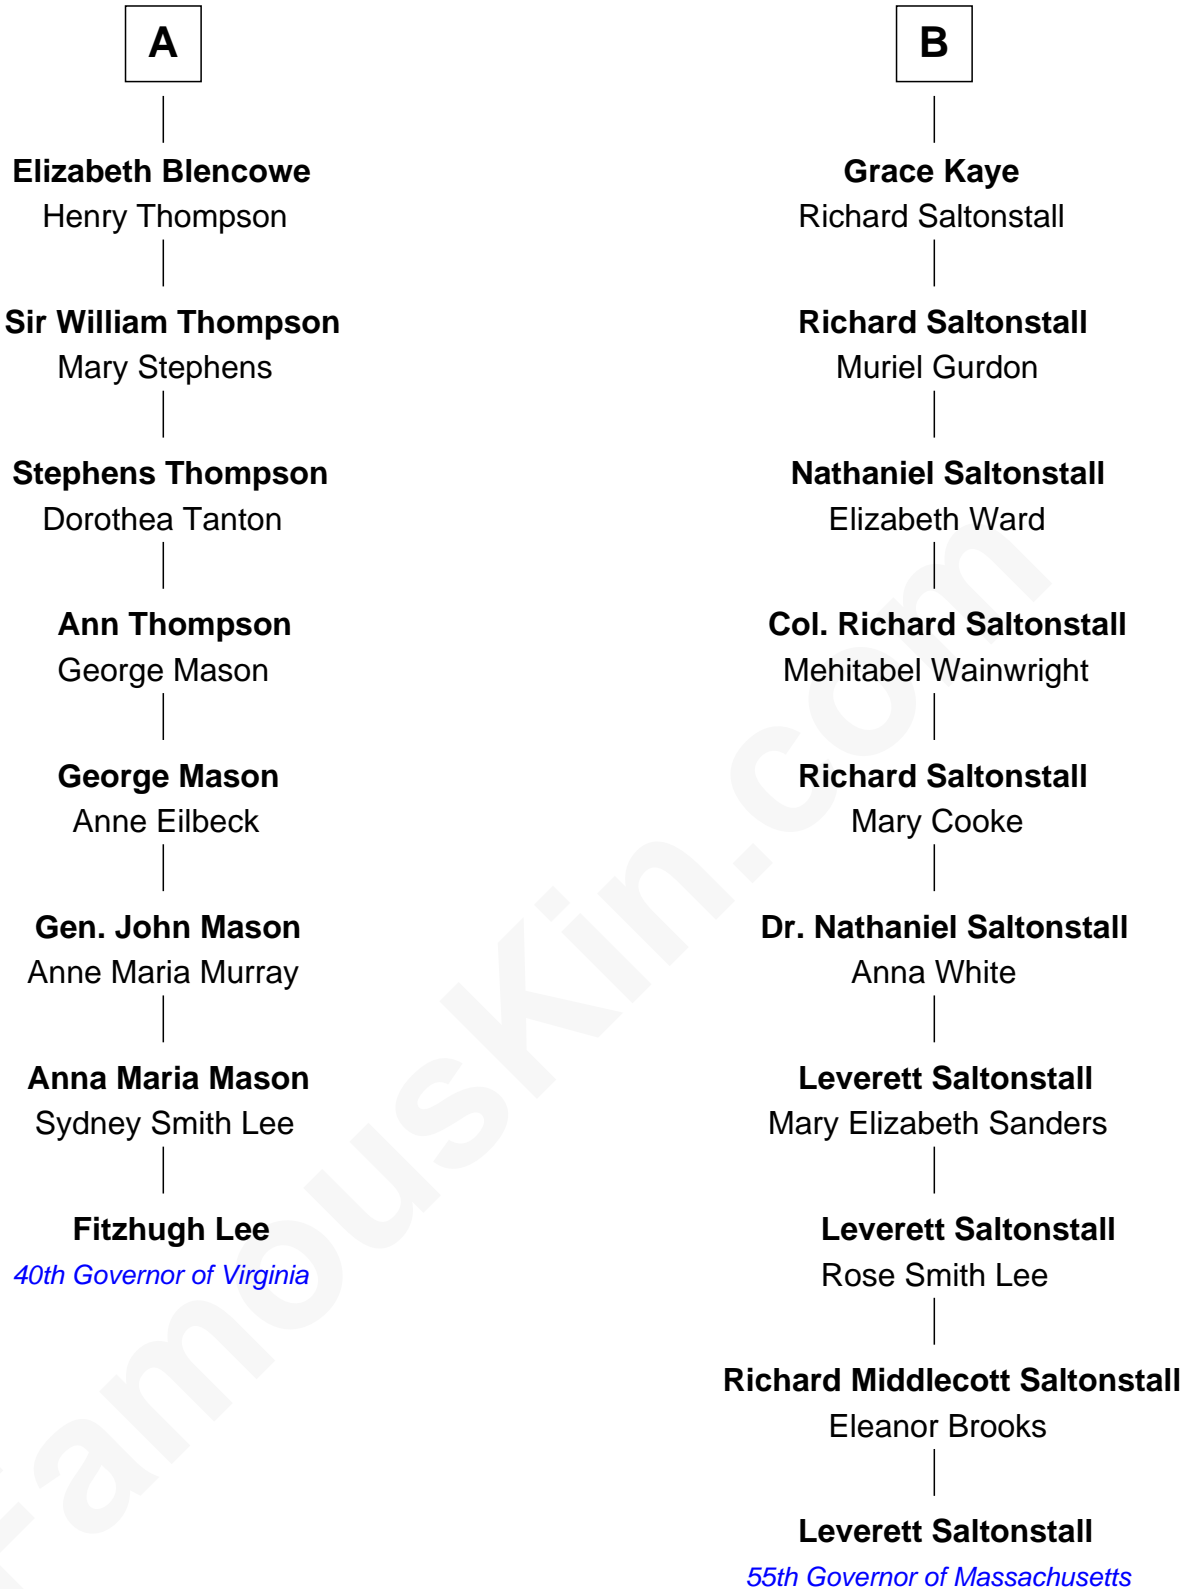 A
Elizabeth Blencowe
Henry Thompson
Sir William Thompson
Mary Stephens
Stephens Thompson
Dorothea Tanton
Ann Thompson
George Mason
George Mason
Anne Eilbeck
Gen. John Mason
Anne Maria Murray
Anna Maria Mason
Sydney Smith Lee
Fitzhugh Lee
40th Governor of Virginia
B
Grace Kaye
Richard Saltonstall
Richard Saltonstall
Muriel Gurdon
Nathaniel Saltonstall
Elizabeth Ward
Col. Richard Saltonstall
Mehitabel Wainwright
Richard Saltonstall
Mary Cooke
Dr. Nathaniel Saltonstall
Anna White
Leverett Saltonstall
Mary Elizabeth Sanders
Leverett Saltonstall
Rose Smith Lee
Richard Middlecott Saltonstall
Eleanor Brooks
Leverett Saltonstall
55th Governor of Massachusetts
FamousKin.com